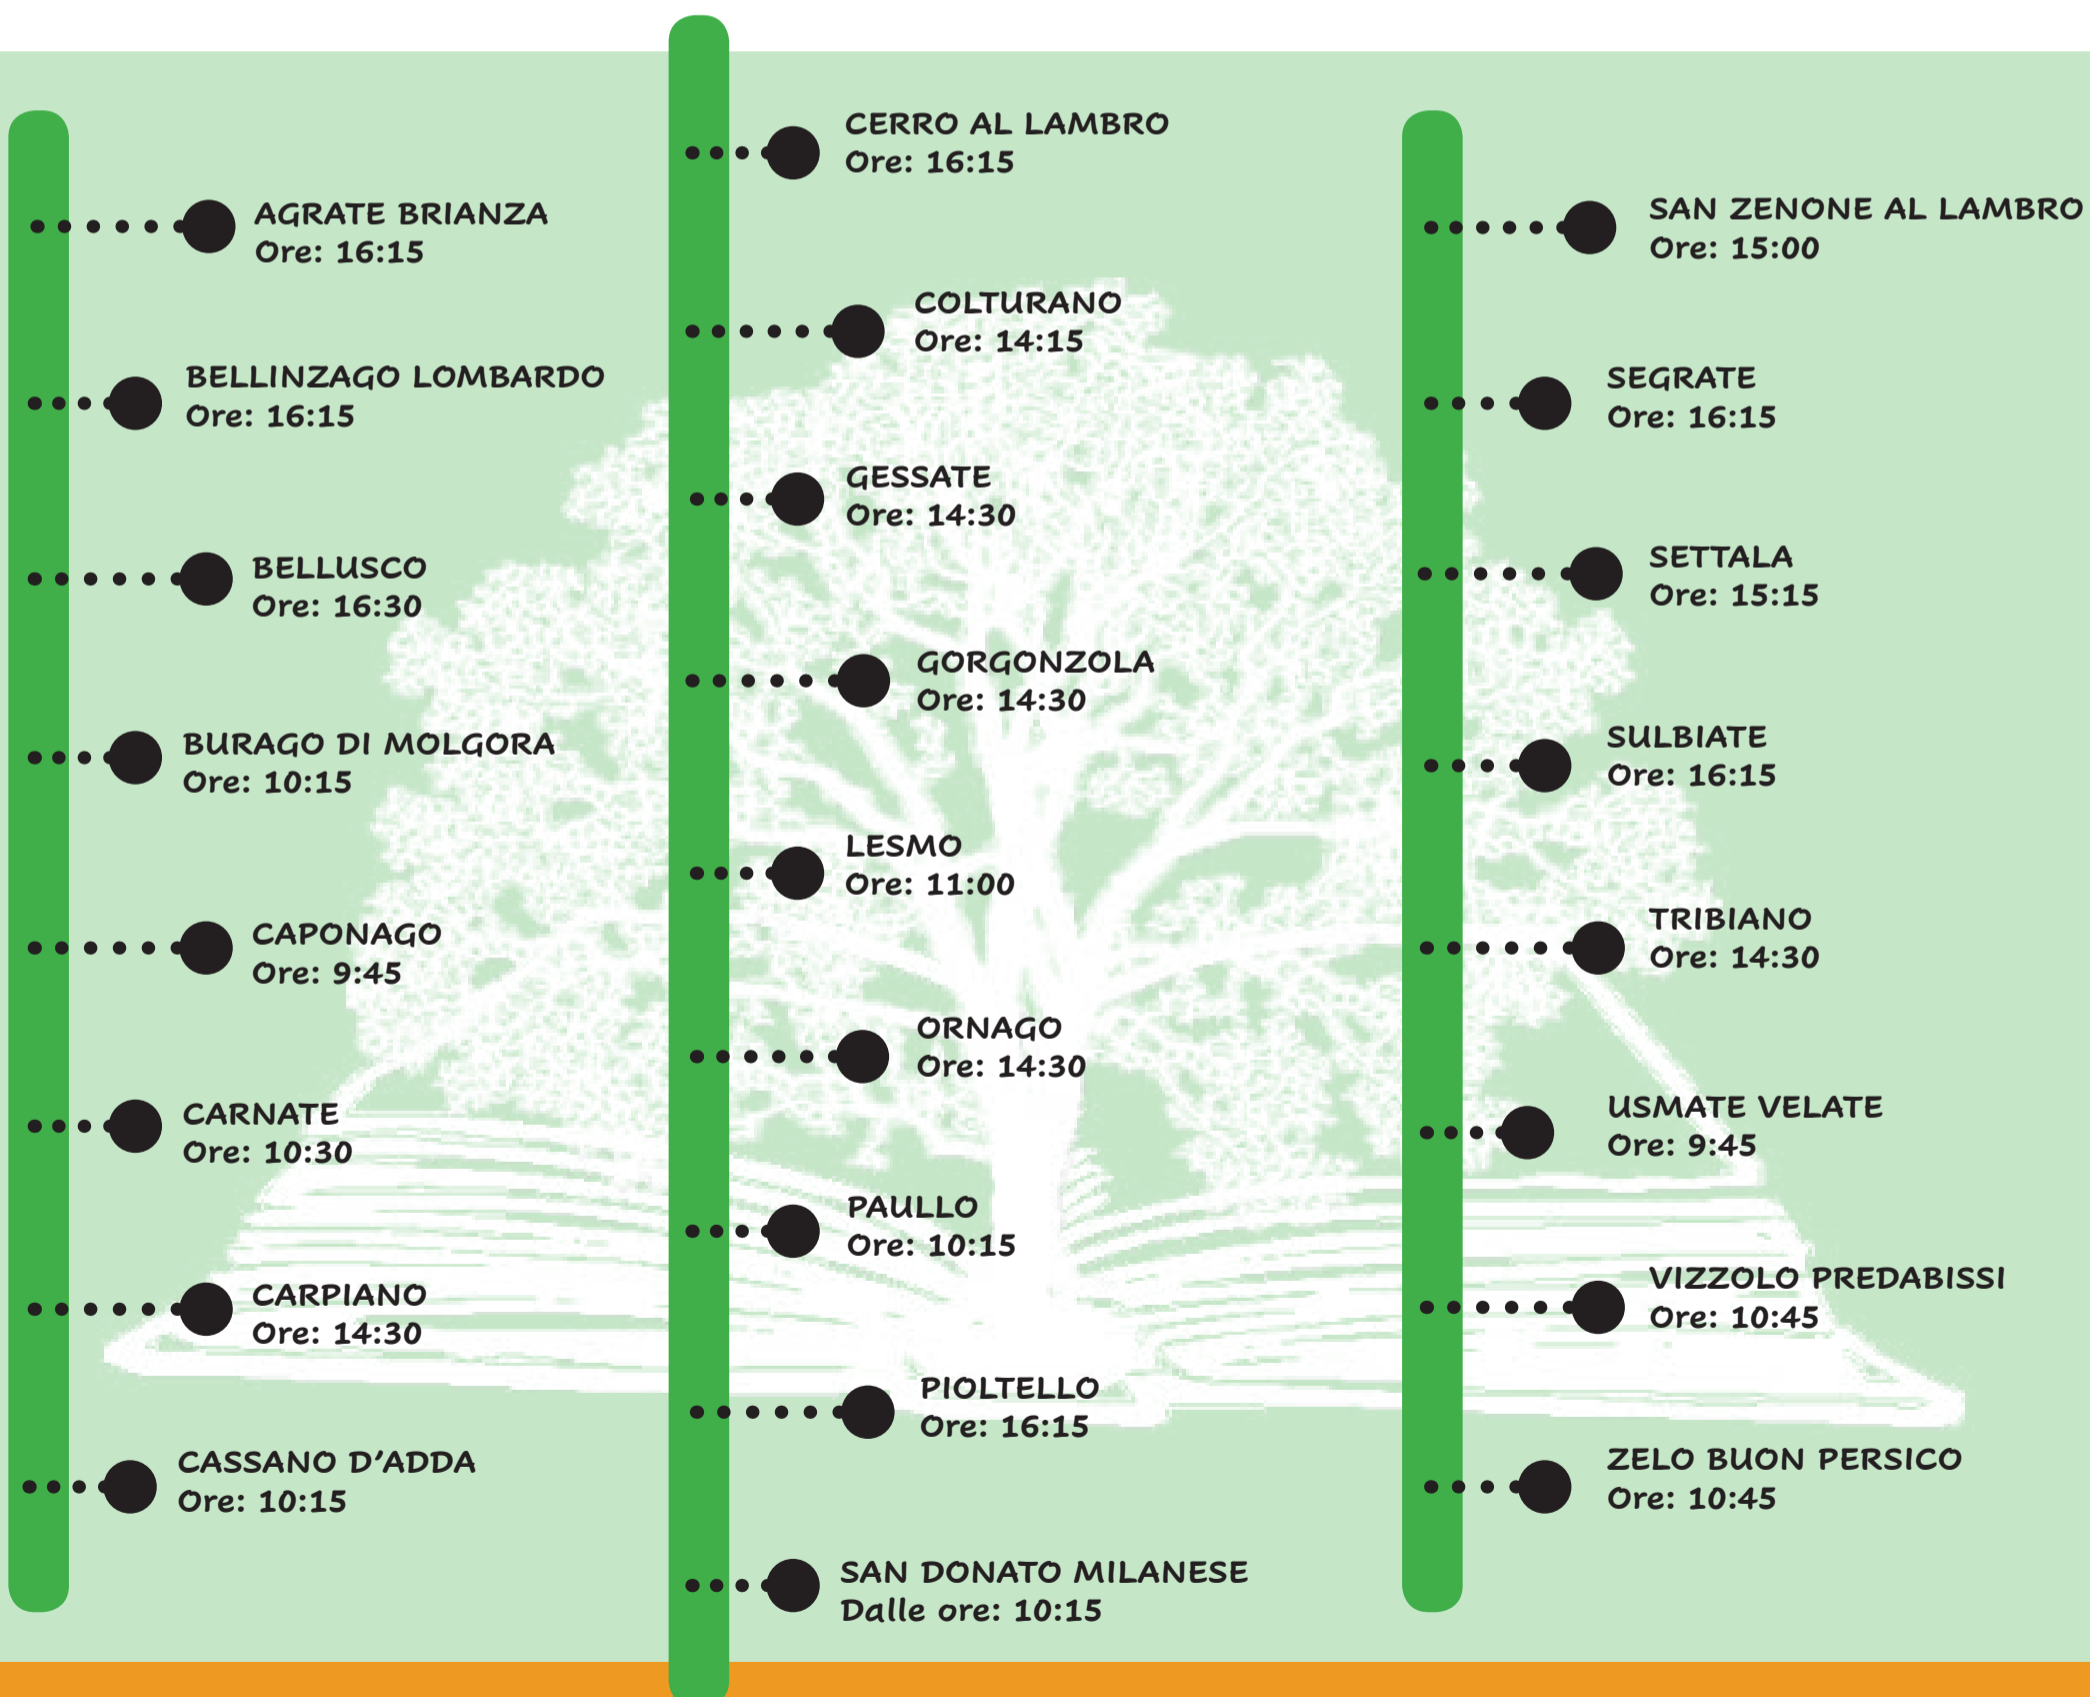 AGRATE BRIANZA
Ore: 16:15
BELLINZAGO LOMBARDO
Ore: 16:15
BELLUSCO
Ore: 16:30
BURAGO DI MOLGORA
Ore: 10:15
CAPONAGO
Ore: 9:45
CARNATE
Ore: 10:30
CARPIANO
Ore: 14:30
CASSANO D’ADDA
Ore: 10:15
CERRO AL LAMBRO
Ore: 16:15
COLTURANO
Ore: 14:15
GESSATE
Ore: 14:30
GORGONZOLA
Ore: 14:30
LESMO
Ore: 11:00
ORNAGO
Ore: 14:30
PAULLO
Ore: 10:15
PIOLTELLO
Ore: 16:15
SAN DONATO MILANESE
Dalle ore: 10:15
SAN ZENONE AL LAMBRO
Ore: 15:00
SEGRATE
Ore: 16:15
SETTALA
Ore: 15:15
SULBIATE
Ore: 16:15
TRIBIANO
Ore: 14:30
USMATE VELATE
Ore: 9:45
VIZZOLO PREDABISSI
Ore: 10:45
ZELO BUON PERSICO
Ore: 10:45